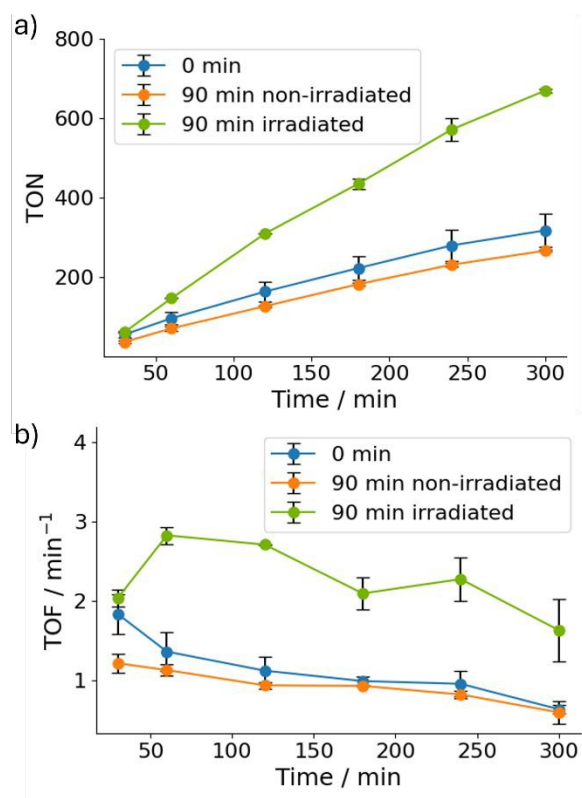 a)
800
600
400
200
TON
0 min
90 min non-irradiated
90 min irradiated
50 100 150 200 250 300
Time / min
b)
4
3
2
1
TOF / min⁻¹
0 min
90 min non-irradiated
90 min irradiated
50 100 150 200 250 300
Time / min